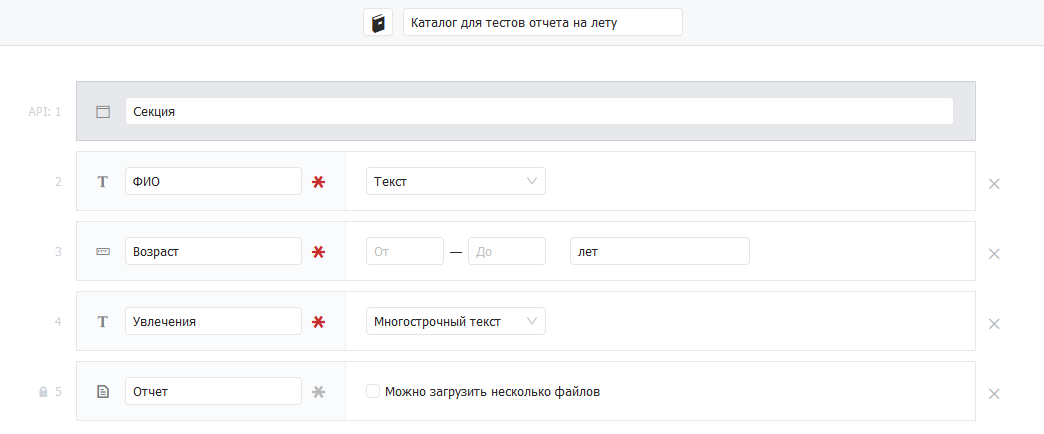 Каталог для тестов отчета на лету
API: 1 Секция
2 T ФИО Текст
3 Возраст От — До лет
4 T Увлечения Многострочный текст
5 Отчет Можно загрузить несколько файлов